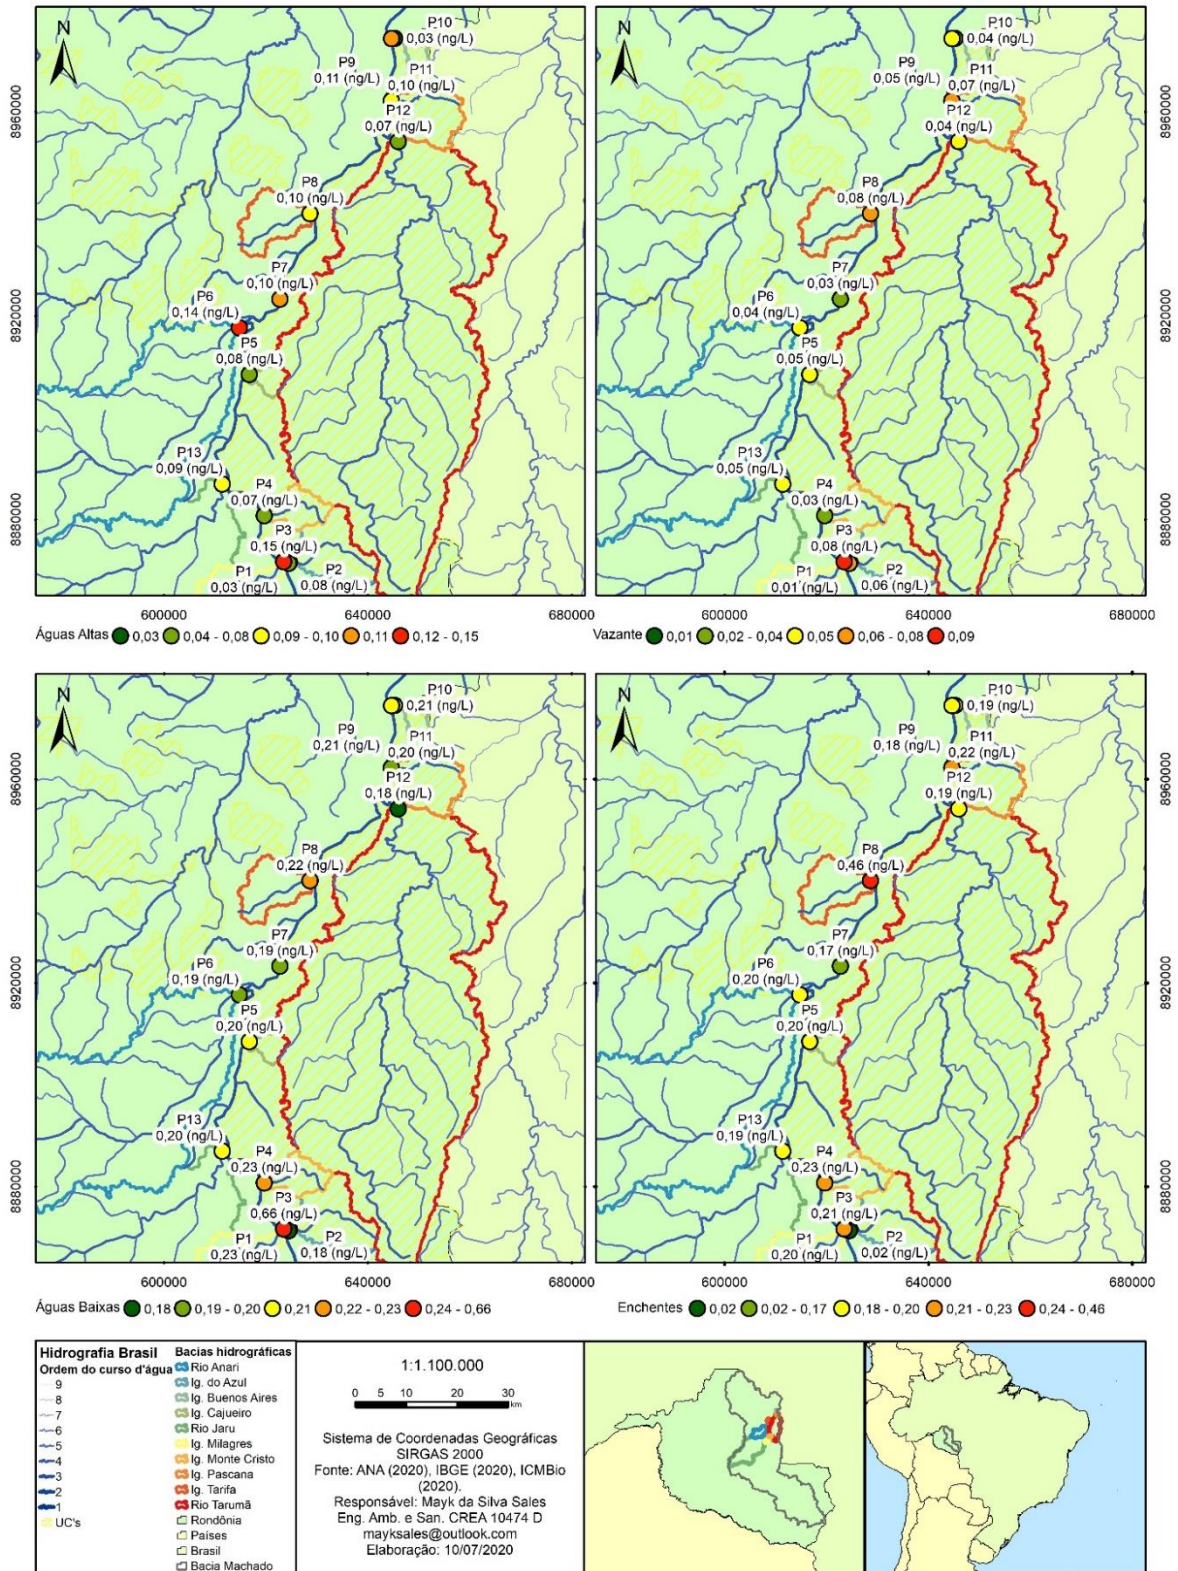 N
P10
0,03 (ng/L)
P9
0,11 (ng/L)
P11
0,10 (ng/L)
P12
0,07 (ng/L)
P8
0,10 (ng/L)
P7
0,10 (ng/L)
P6
0,14 (ng/L)
P5
0,08 (ng/L)
P13
0,09 (ng/L)
P4
0,07 (ng/L)
P3
0,15 (ng/L)
P1
0,03 (ng/L)
P2
0,08 (ng/L)
8960000
8920000
8880000
600000 640000 680000
Águas Altas 0,03 0,04 - 0,08 0,09 - 0,10 0,11 0,12 - 0,15
N
P10
0,04 (ng/L)
P9
0,05 (ng/L)
P11
0,07 (ng/L)
P12
0,04 (ng/L)
P8
0,08 (ng/L)
P7
0,03 (ng/L)
P6
0,04 (ng/L)
P5
0,05 (ng/L)
P13
0,05 (ng/L)
P4
0,03 (ng/L)
P3
0,08 (ng/L)
P1
0,01 (ng/L)
P2
0,06 (ng/L)
8960000
8920000
8880000
600000 640000 680000
Vazante 0,01 0,02 - 0,04 0,05 0,06 - 0,08 0,09
N
P10
0,21 (ng/L)
P9
0,21 (ng/L)
P11
0,20 (ng/L)
P12
0,18 (ng/L)
P8
0,22 (ng/L)
P7
0,19 (ng/L)
P6
0,19 (ng/L)
P5
0,20 (ng/L)
P13
0,20 (ng/L)
P4
0,23 (ng/L)
P3
0,66 (ng/L)
P1
0,23 (ng/L)
P2
0,18 (ng/L)
8960000
8920000
8880000
600000 640000 680000
Águas Baixas 0,18 0,19 - 0,20 0,21 0,22 - 0,23 0,24 - 0,66
N
P10
0,19 (ng/L)
P9
0,18 (ng/L)
P11
0,22 (ng/L)
P12
0,19 (ng/L)
P8
0,46 (ng/L)
P7
0,17 (ng/L)
P6
0,20 (ng/L)
P5
0,20 (ng/L)
P13
0,19 (ng/L)
P4
0,23 (ng/L)
P3
0,21 (ng/L)
P1
0,20 (ng/L)
P2
0,02 (ng/L)
8960000
8920000
8880000
600000 640000 680000
Enchentes 0,02 0,02 - 0,17 0,18 - 0,20 0,21 - 0,23 0,24 - 0,46
Hidrografia Brasil
Ordem do curso d'água
9
8
7
6
5
4
3
2
1
UC's
Bacias hidrográficas
Rio Anari
Ig. do Azul
Ig. Buenos Aires
Ig. Cajueiro
Rio Jaru
Ig. Milagres
Ig. Monte Cristo
Ig. Pascana
Ig. Tarifa
Rio Tarumã
Rondônia
Países
Brasil
Bacia Machado
1:1.100.000
0 5 10 20 30
km
Sistema de Coordenadas Geográficas
SIRGAS 2000
Fonte: ANA (2020), IBGE (2020), ICMBio
(2020).
Responsável: Mayk da Silva Sales
Eng. Amb. e San. CREA 10474 D
mayksales@outlook.com
Elaboração: 10/07/2020